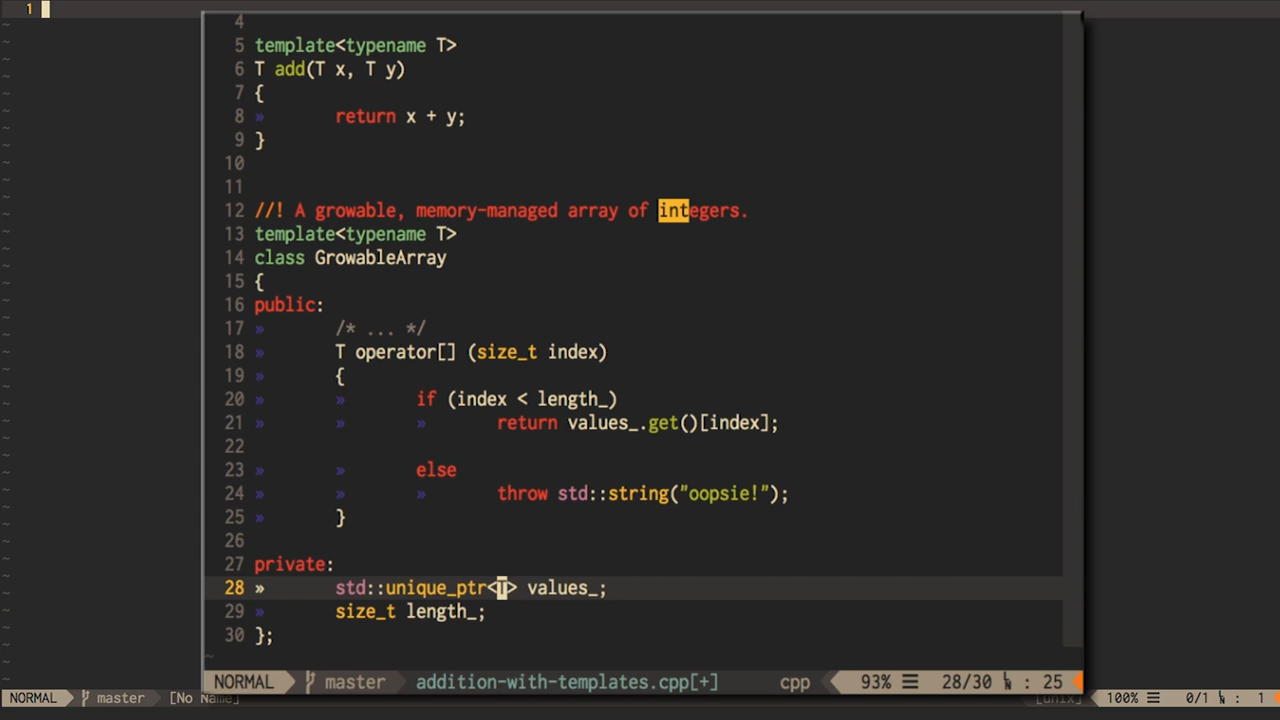 1
4
5 template<typename T>
6 T add(T x, T y)
7 {
8 » return x + y;
9 }
10
11
12 //! A growable, memory-managed array of integers.
13 template<typename T>
14 class GrowableArray
15 {
16 public:
17 » /* ... */
18 » T operator[] (size_t index)
19 » {
20 » » if (index < length_)
21 » » » return values_.get()[index];
22
23 » » else
24 » » » throw std::string("oopsie!");
25 » }
26
27 private:
28 » std::unique_ptr<T> values_;
29 » size_t length_;
30 };
~
NORMAL master addition-with-templates.cpp[+] cpp 93% ☰ 28/30 : 25
NORMAL master [No Name] [unix] 100% ☰ 0/1 : 1